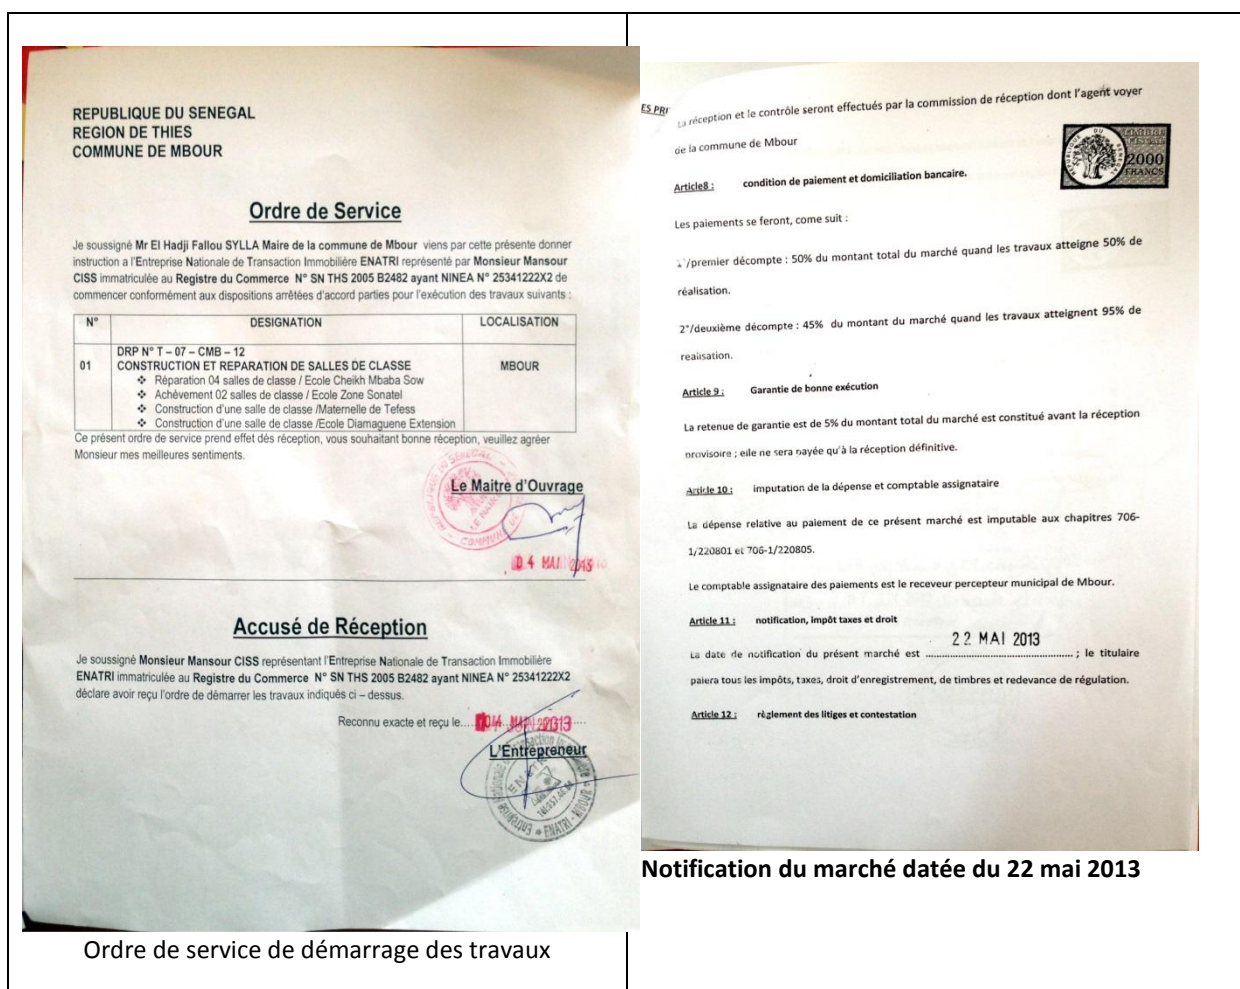 REPUBLIQUE DU SENEGAL
REGION DE THIES
COMMUNE DE MBOUR
Ordre de Service
Je soussigné Mr El Hadji Fallou SYLLA Maire de la commune de Mbour viens par cette présente donner
instruction a l'Entreprise Nationale de Transaction Immobilière ENATRI représenté par Monsieur Mansour
CISS immatriculée au Registre du Commerce N° SN THS 2005 B2482 ayant NINEA N° 25341222X2 de
commencer conformément aux dispositions arrêtées d'accord parties pour l'exécution des travaux suivants :
N° DESIGNATION LOCALISATION
DRP N° T – 07 – CMB – 12
01 CONSTRUCTION ET REPARATION DE SALLES DE CLASSE MBOUR
❖ Réparation 04 salles de classe / Ecole Cheikh Mbaba Sow
❖ Achèvement 02 salles de classe / Ecole Zone Sonatel
❖ Construction d'une salle de classe /Maternelle de Tefess
❖ Construction d'une salle de classe /Ecole Diamaguene Extension
Ce présent ordre de service prend effet dés réception, vous souhaitant bonne réception, veuillez agréer
Monsieur mes meilleures sentiments.
Le Maitre d'Ouvrage
04 MAI 2013
Accusé de Réception
Je soussigné Monsieur Mansour CISS représentant l'Entreprise Nationale de Transaction Immobilière
ENATRI immatriculée au Registre du Commerce N° SN THS 2005 B2482 ayant NINEA N° 25341222X2
déclare avoir reçu l'ordre de démarrer les travaux indiqués ci – dessus.
Reconnu exacte et reçu le
L'Entrepreneur
ENATRI - MBOUR
Ordre de service de démarrage des travaux
ES PRI
La réception et le contrôle seront effectués par la commission de réception dont l'agent voyer
de la commune de Mbour
TIMBRE
2000
FRANCS
Article8 : condition de paiement et domiciliation bancaire.
Les paiements se feront, come suit :
1°/premier décompte : 50% du montant total du marché quand les travaux atteigne 50% de
réalisation.
2°/deuxième décompte : 45% du montant du marché quand les travaux atteignent 95% de
realisation.
Article 9 : Garantie de bonne exécution
La retenue de garantie est de 5% du montant total du marché est constitué avant la réception
provisoire ; elle ne sera payée qu'à la réception définitive.
Article 10 : imputation de la dépense et comptable assignataire
La dépense relative au paiement de ce présent marché est imputable aux chapitres 706-
1/220801 et 706-1/220805.
Le comptable assignataire des paiements est le receveur percepteur municipal de Mbour.
Article 11 : notification, impôt taxes et droit
22 MAI 2013
La date de notification du présent marché est ........................ ; le titulaire
paiera tous les impôts, taxes, droit d'enregistrement, de timbres et redevance de régulation.
Article 12 : règlement des litiges et contestation
Notification du marché datée du 22 mai 2013